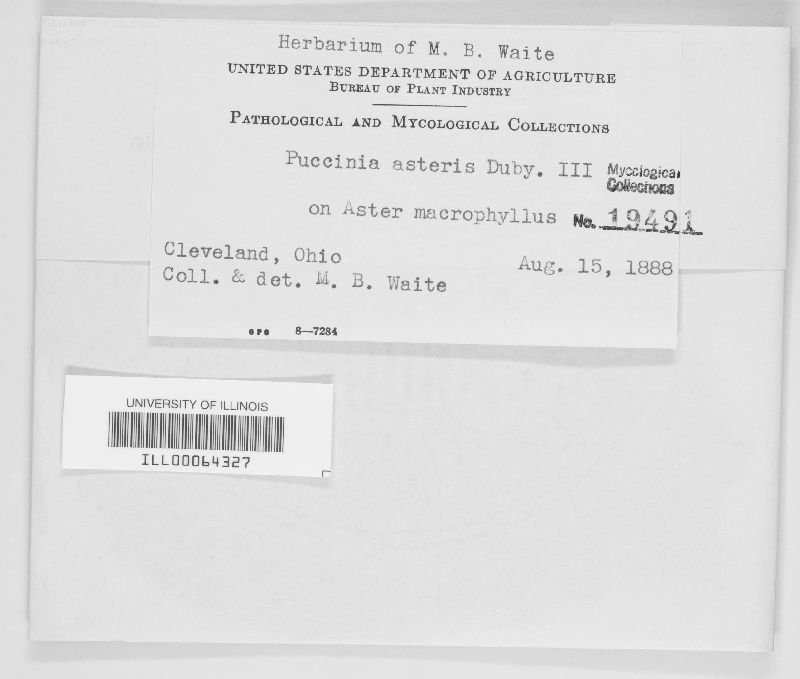 Herbarium of M. B. Waite
UNITED STATES DEPARTMENT OF AGRICULTURE
BUREAU OF PLANT INDUSTRY
PATHOLOGICAL AND MYCOLOGICAL COLLECTIONS
Puccinia asteris Duby. III
Mycological
Collections
on Aster macrophyllus
No. 19491
Cleveland, Ohio
Aug. 15, 1888
Coll. & det. M. B. Waite
GPO 8—7284
UNIVERSITY OF ILLINOIS
ILL00064327